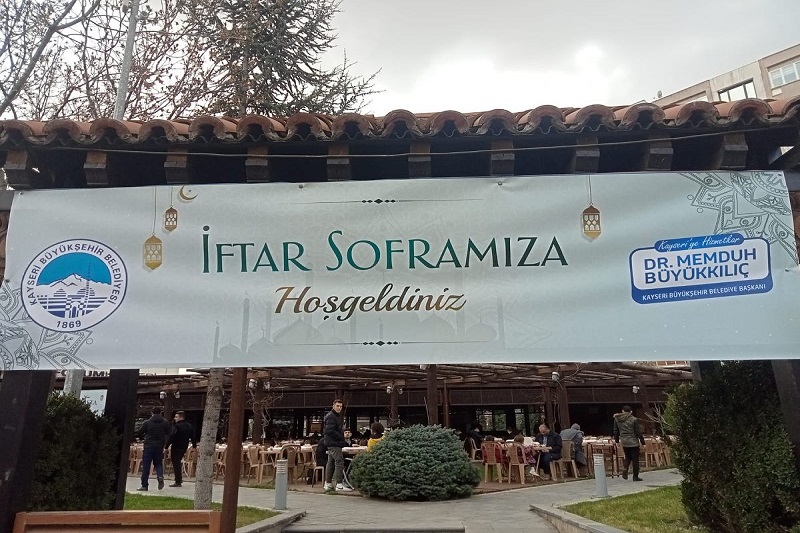 İFTAR SOFRAMIZA
Hoşgeldiniz
KAYSERİ BÜYÜKŞEHİR BELEDİYESİ
1869
Kayseri'ye Hizmetkar
DR. MEMDUH
BÜYÜKKILIÇ
KAYSERİ BÜYÜKŞEHİR BELEDİYE BAŞKANI